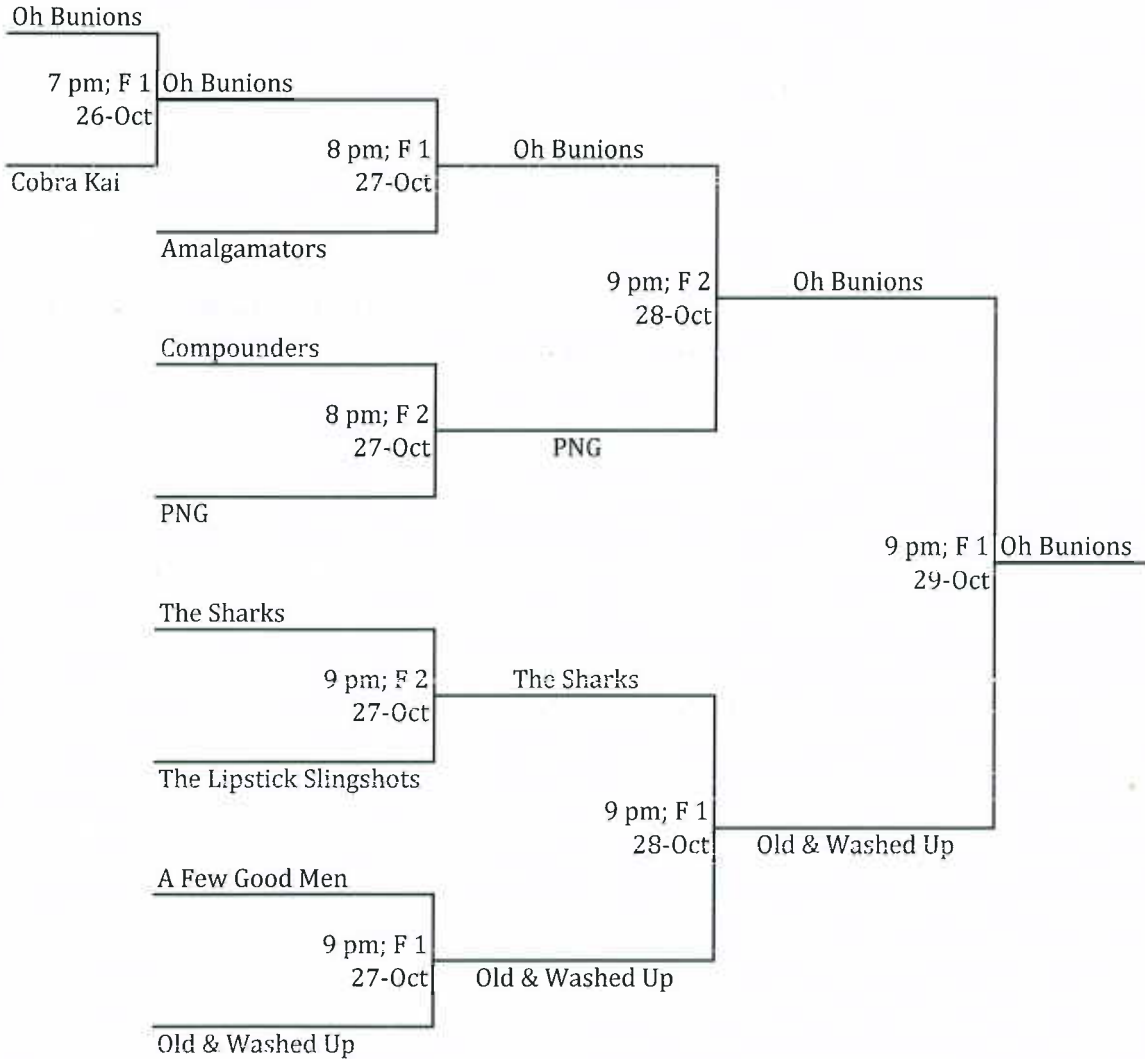 Oh Bunions
7 pm; F 1
26-Oct
Oh Bunions
Cobra Kai
8 pm; F 1
27-Oct
Oh Bunions
Amalgamators
9 pm; F 2
28-Oct
Oh Bunions
Compounders
8 pm; F 2
27-Oct
PNG
PNG
9 pm; F 1
29-Oct
Oh Bunions
The Sharks
9 pm; F 2
27-Oct
The Sharks
The Lipstick Slingshots
9 pm; F 1
28-Oct
Old & Washed Up
A Few Good Men
9 pm; F 1
27-Oct
Old & Washed Up
Old & Washed Up